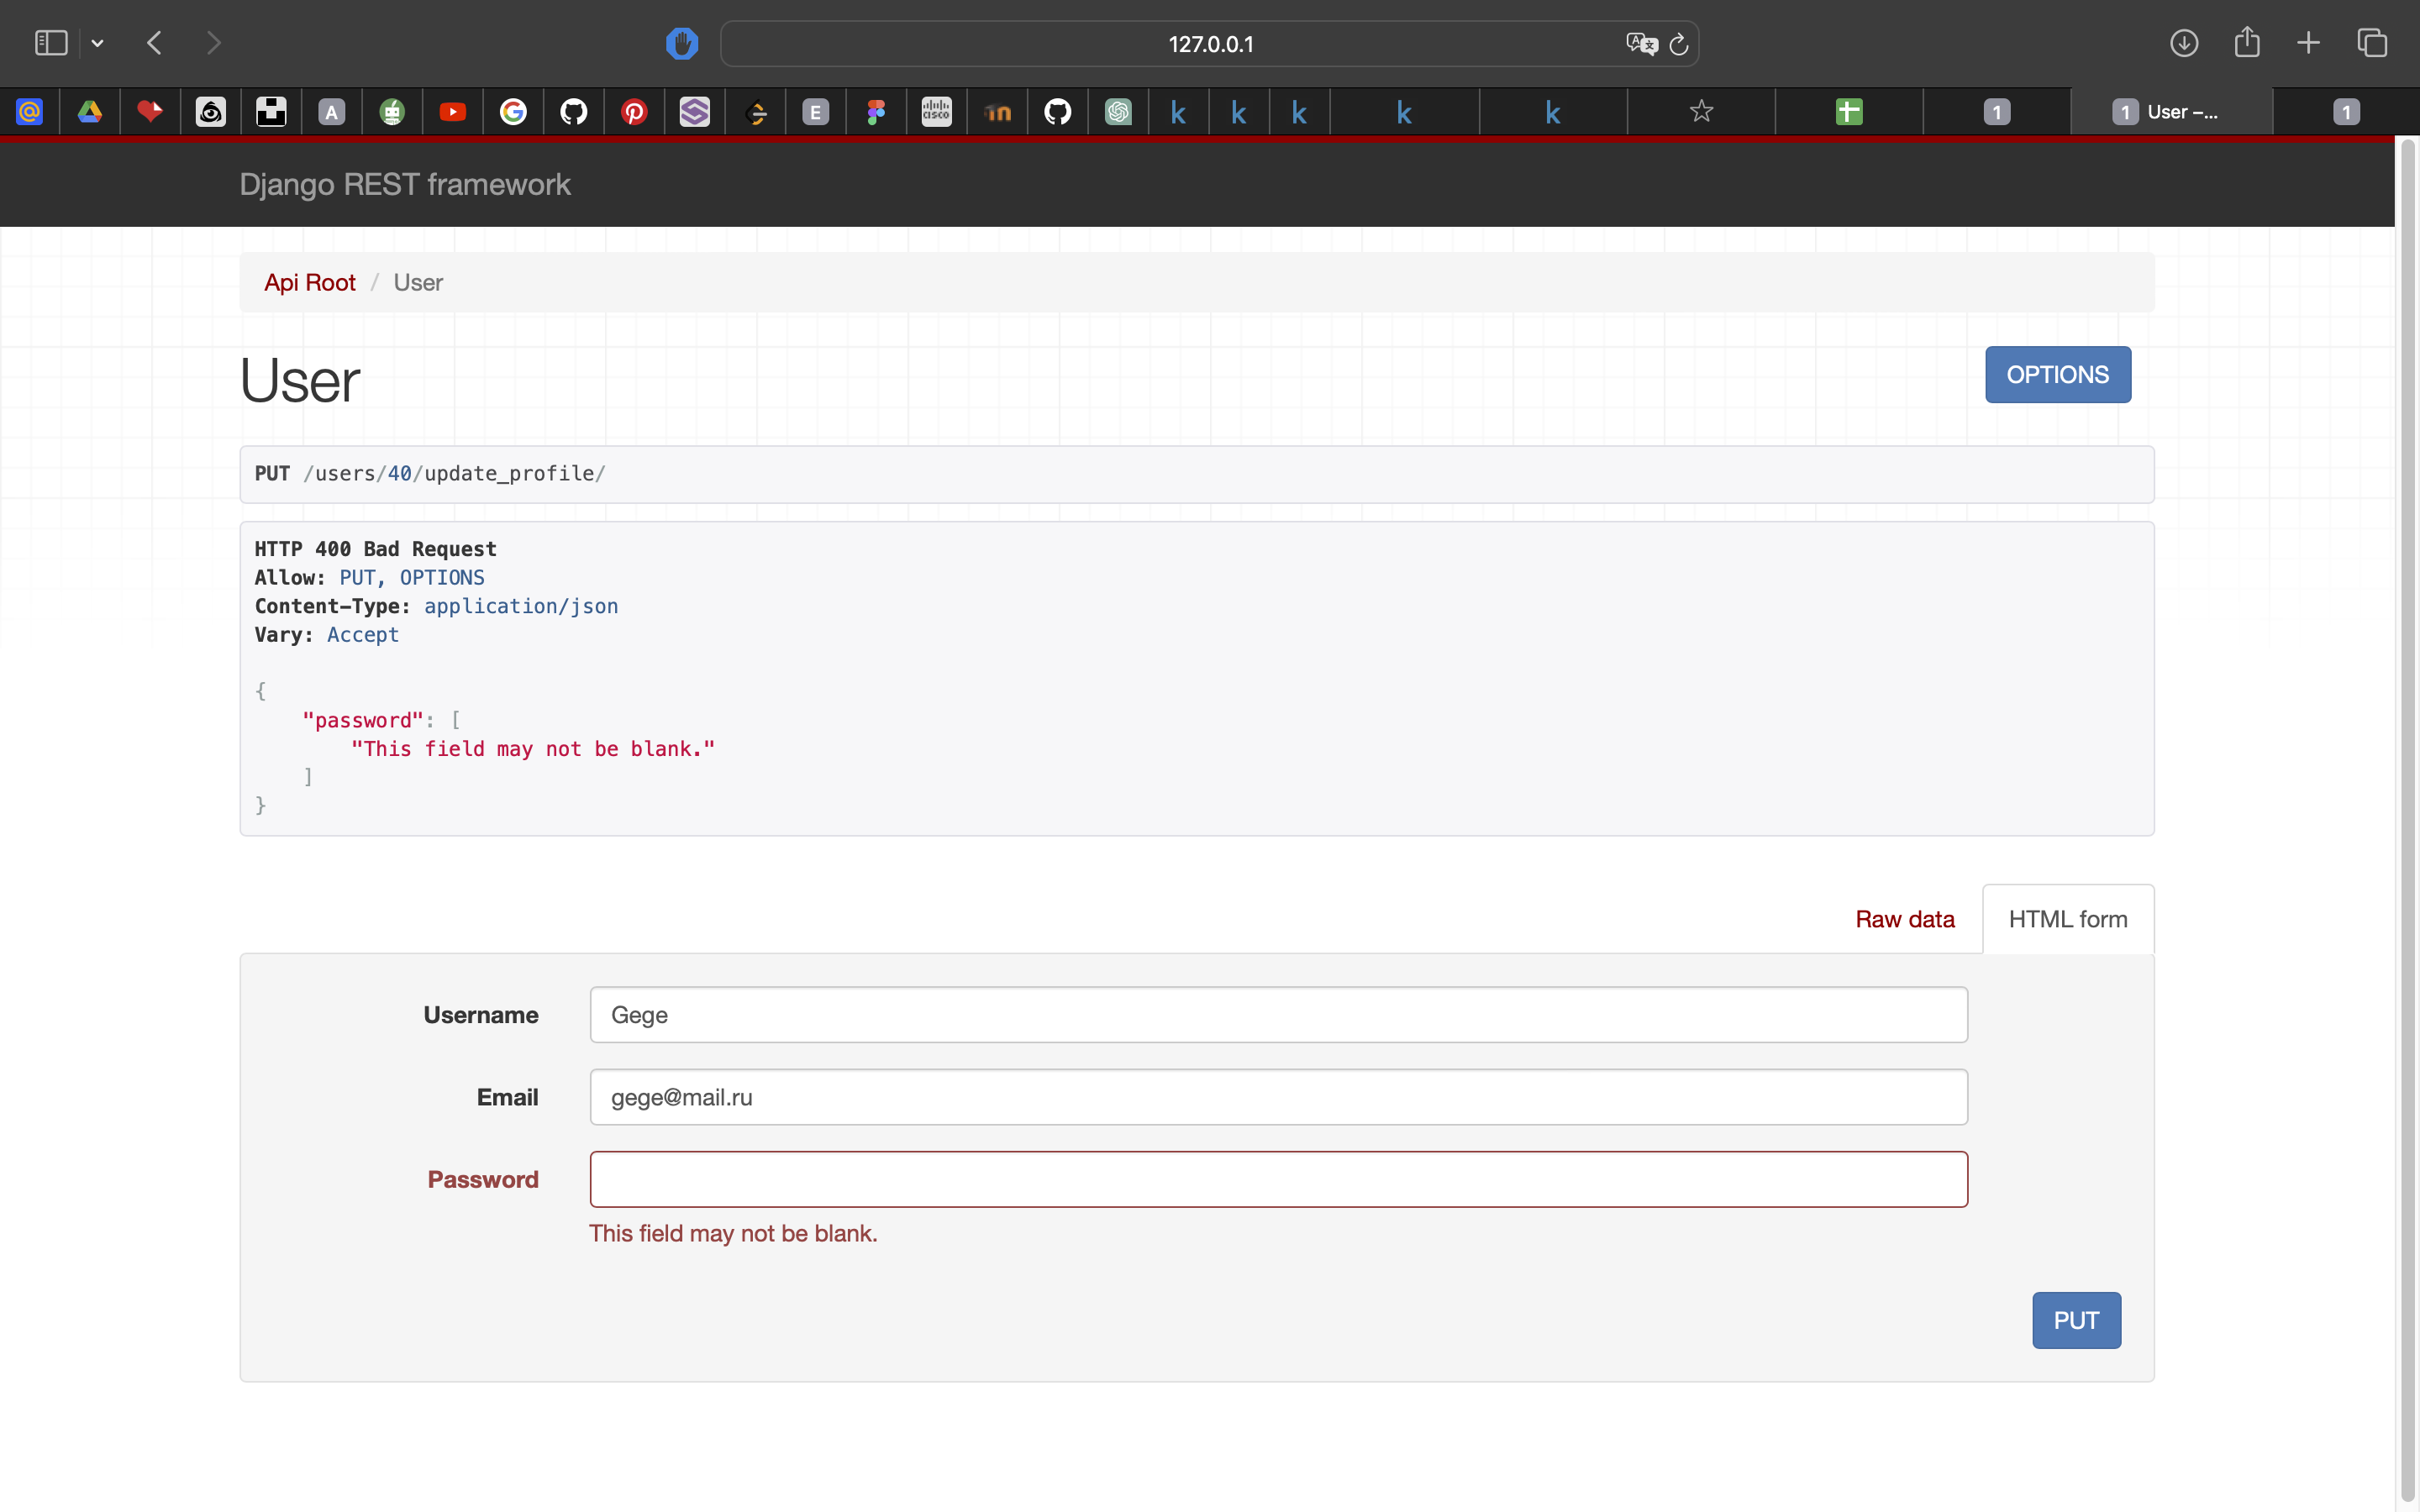 127.0.0.1
@
A
E
CISCO
k
k
k
k
k
1
1 User –...
1
Django REST framework
Api Root / User
User
OPTIONS
PUT /users/40/update_profile/
HTTP 400 Bad Request
Allow: PUT, OPTIONS
Content-Type: application/json
Vary: Accept
{
"password": [
"This field may not be blank."
]
}
Raw data
HTML form
Username
Gege
Email
gege@mail.ru
Password
This field may not be blank.
PUT